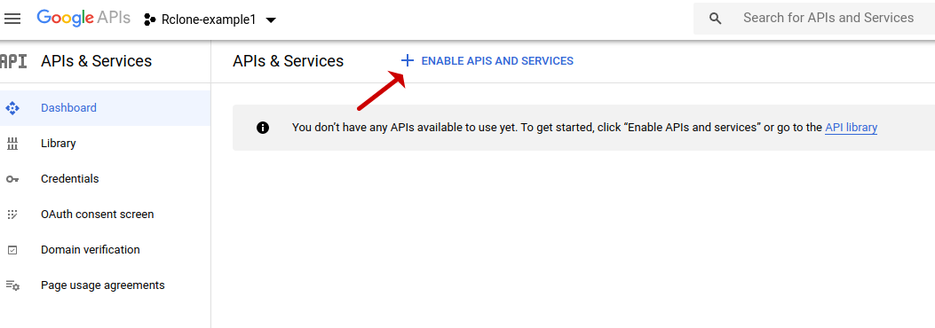 Google APIs
Rclone-example1
Search for APIs and Services
API
APIs & Services
APIs & Services
ENABLE APIS AND SERVICES
Dashboard
You don't have any APIs available to use yet. To get started, click “Enable APIs and services” or go to the API library
Library
Credentials
OAuth consent screen
Domain verification
Page usage agreements